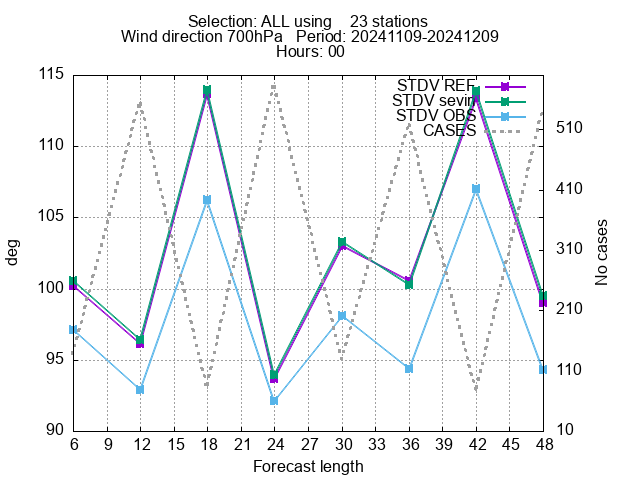 Selection: ALL using    23 stations
Wind direction 700hPa   Period: 20241109-20241209
Hours: 00
STDV REF
STDV sevin
STDV OBS
CASES
115
110
105
100
95
90
deg
510
410
310
210
110
10
No cases
6 9 12 15 18 21 24 27 30 33 36 39 42 45 48
Forecast length